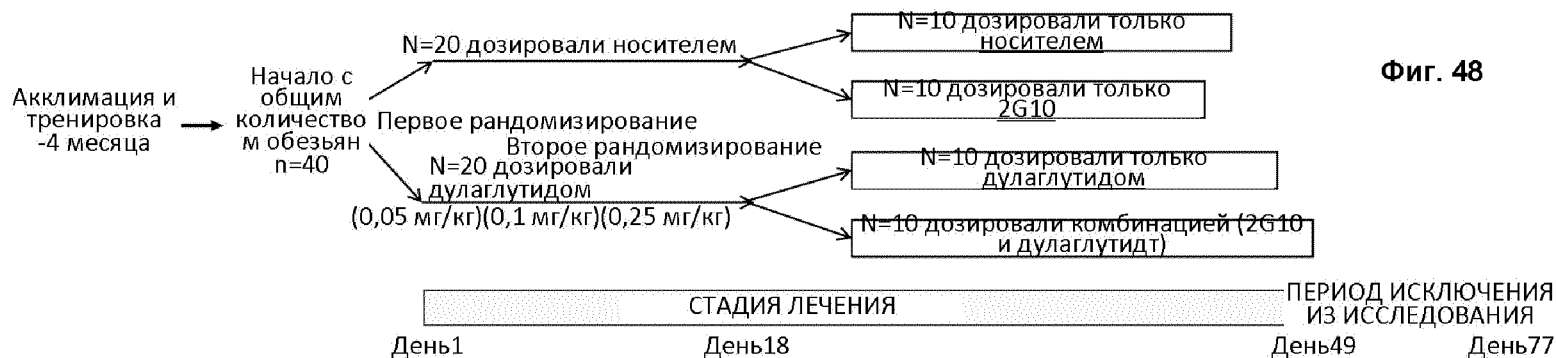 Акклимация и
тренировка
-4 месяца
Начало с
общим
количество
м обезьян
n=40
N=20 дозировали носителем
Первое рандомизирование
Второе рандомизирование
N=20 дозировали
дулаглутидом
(0,05 мг/кг)(0,1 мг/кг)(0,25 мг/кг)
N=10 дозировали только
носителем
N=10 дозировали только
2G10
N=10 дозировали только
дулаглутидом
N=10 дозировали комбинацией (2G10
и дулаглутидт)
Фиг. 48
СТАДИЯ ЛЕЧЕНИЯ
ПЕРИОД ИСКЛЮЧЕНИЯ
ИЗ ИССЛЕДОВАНИЯ
День1
День18
День49
День77